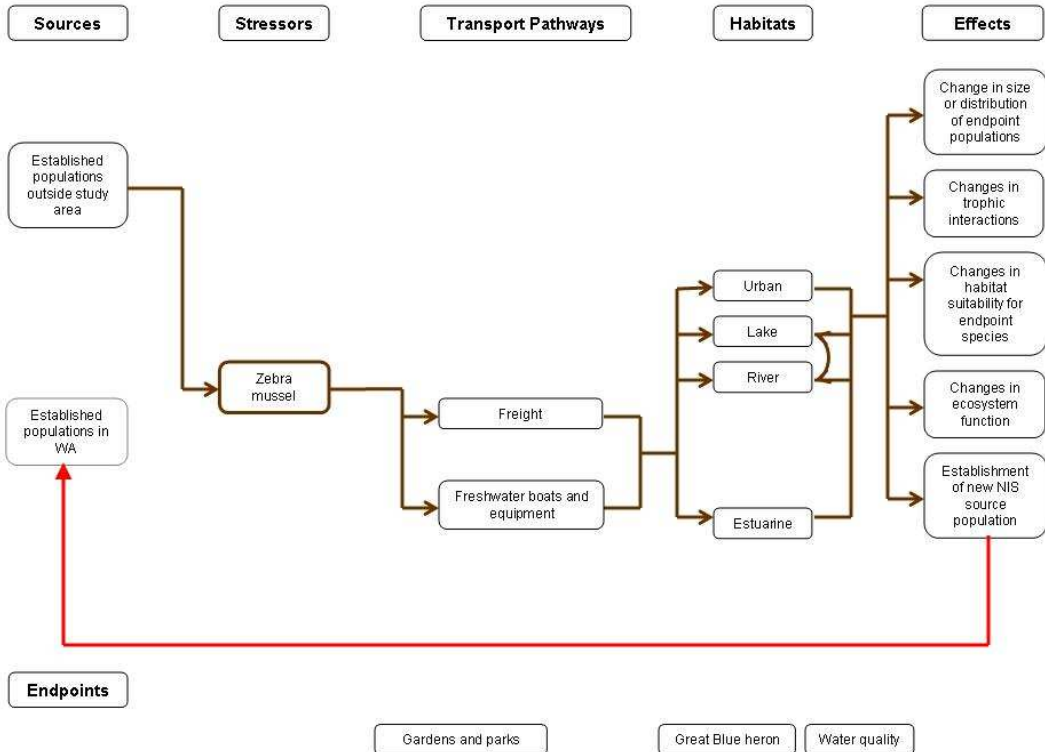 Sources
Stressors
Transport Pathways
Habitats
Effects
Established
populations
outside study
area
Established
populations in
WA
Zebra
mussel
Freight
Freshwater boats and
equipment
Urban
Lake
River
Estuarine
Change in size
or distribution
of endpoint
populations
Changes in
trophic
interactions
Changes in
habitat
suitability for
endpoint
species
Changes in
ecosystem
function
Establishment
of new NIS
source
population
Endpoints
Gardens and parks
Great Blue heron
Water quality